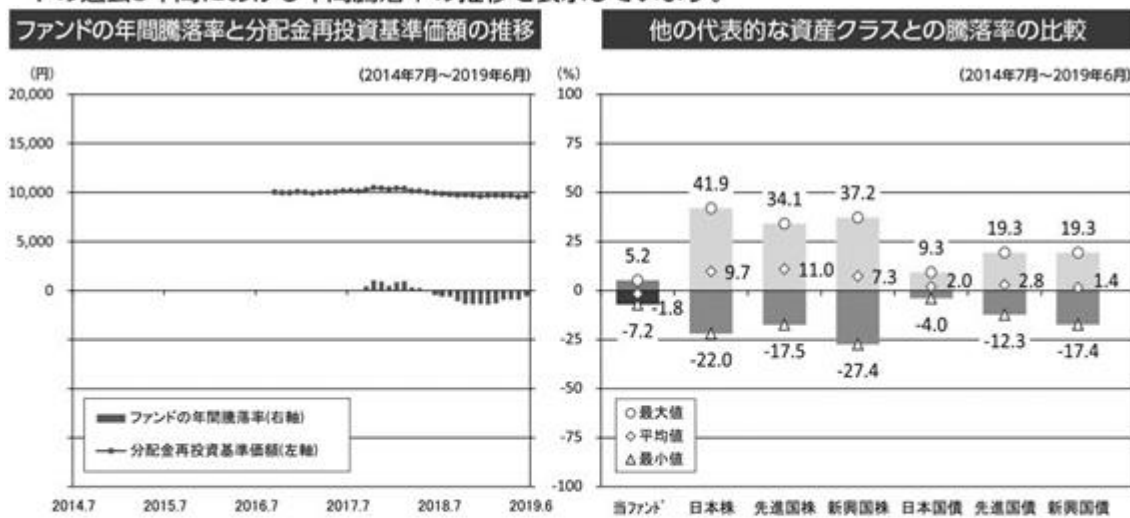 ファンドの年間騰落率と分配金再投資基準価額の推移
(円)
(2014年7月～2019年6月)
20,000
15,000
10,000
5,000
0
ファンドの年間騰落率(右軸)
分配金再投資基準価額(左軸)
2014.7 2015.7 2016.7 2017.7 2018.7 2019.6
他の代表的な資産クラスとの騰落率の比較
(%)
(2014年7月～2019年6月)
100
75
50
25
0
-25
-50
-75
-100
41.9 34.1 37.2
5.2 9.3 19.3 19.3
-1.8 9.7 11.0 7.3 2.0 2.8 1.4
-7.2 -22.0 -17.5 -27.4 -4.0 -12.3 -17.4
最大値
平均値
最小値
当ファンド 日本株 先進国株 新興国株 日本国債 先進国債 新興国債